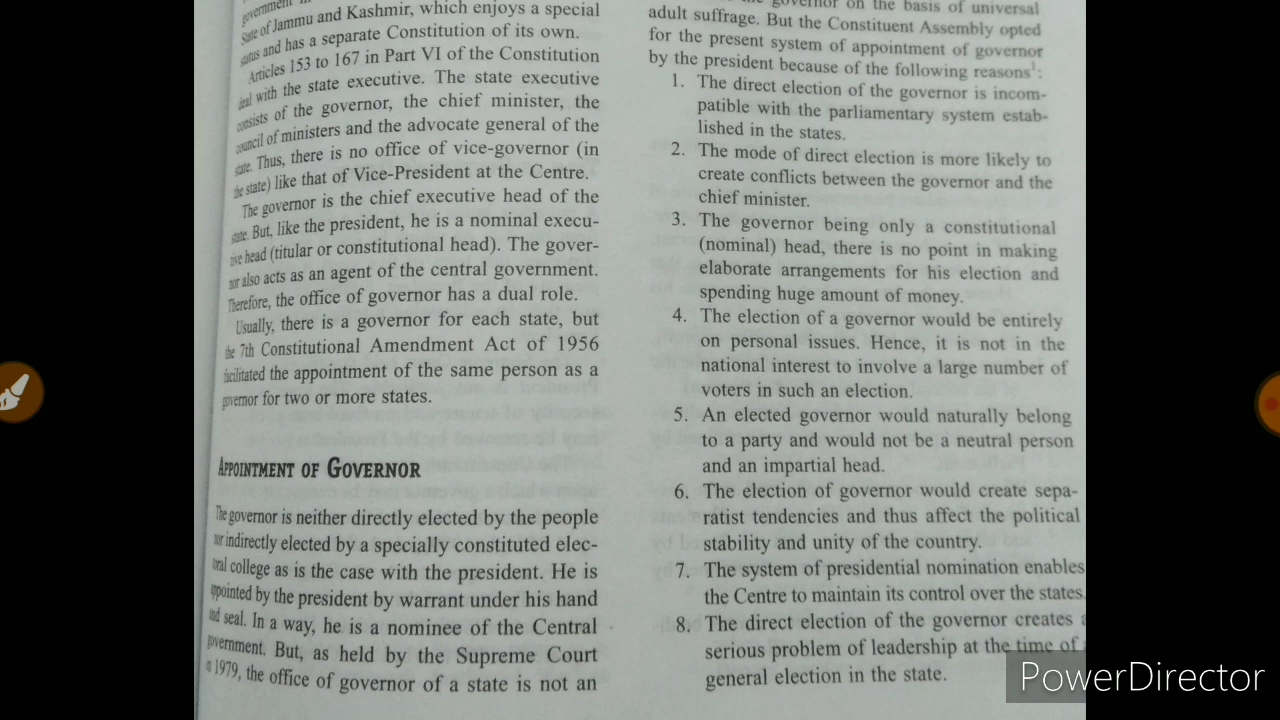 government
State of Jammu and Kashmir, which enjoys a special
status and has a separate Constitution of its own.
Articles 153 to 167 in Part VI of the Constitution
deal with the state executive. The state executive
consists of the governor, the chief minister, the
council of ministers and the advocate general of the
state. Thus, there is no office of vice-governor (in
the state) like that of Vice-President at the Centre.
The governor is the chief executive head of the
state. But, like the president, he is a nominal execu-
tive head (titular or constitutional head). The gover-
nor also acts as an agent of the central government.
Therefore, the office of governor has a dual role.
Usually, there is a governor for each state, but
the 7th Constitutional Amendment Act of 1956
facilitated the appointment of the same person as a
governor for two or more states.
APPOINTMENT OF GOVERNOR
The governor is neither directly elected by the people
nor indirectly elected by a specially constituted elec-
toral college as is the case with the president. He is
appointed by the president by warrant under his hand
and seal. In a way, he is a nominee of the Central
government. But, as held by the Supreme Court
in 1979, the office of governor of a state is not an
governor on the basis of universal
adult suffrage. But the Constituent Assembly opted
for the present system of appointment of governor
by the president because of the following reasons¹:
1. The direct election of the governor is incom-
patible with the parliamentary system estab-
lished in the states.
2. The mode of direct election is more likely to
create conflicts between the governor and the
chief minister.
3. The governor being only a constitutional
(nominal) head, there is no point in making
elaborate arrangements for his election and
spending huge amount of money.
4. The election of a governor would be entirely
on personal issues. Hence, it is not in the
national interest to involve a large number of
voters in such an election.
5. An elected governor would naturally belong
to a party and would not be a neutral person
and an impartial head.
6. The election of governor would create sepa-
ratist tendencies and thus affect the political
stability and unity of the country.
7. The system of presidential nomination enables
the Centre to maintain its control over the states.
8. The direct election of the governor creates a
serious problem of leadership at the time of
general election in the state.
PowerDirector